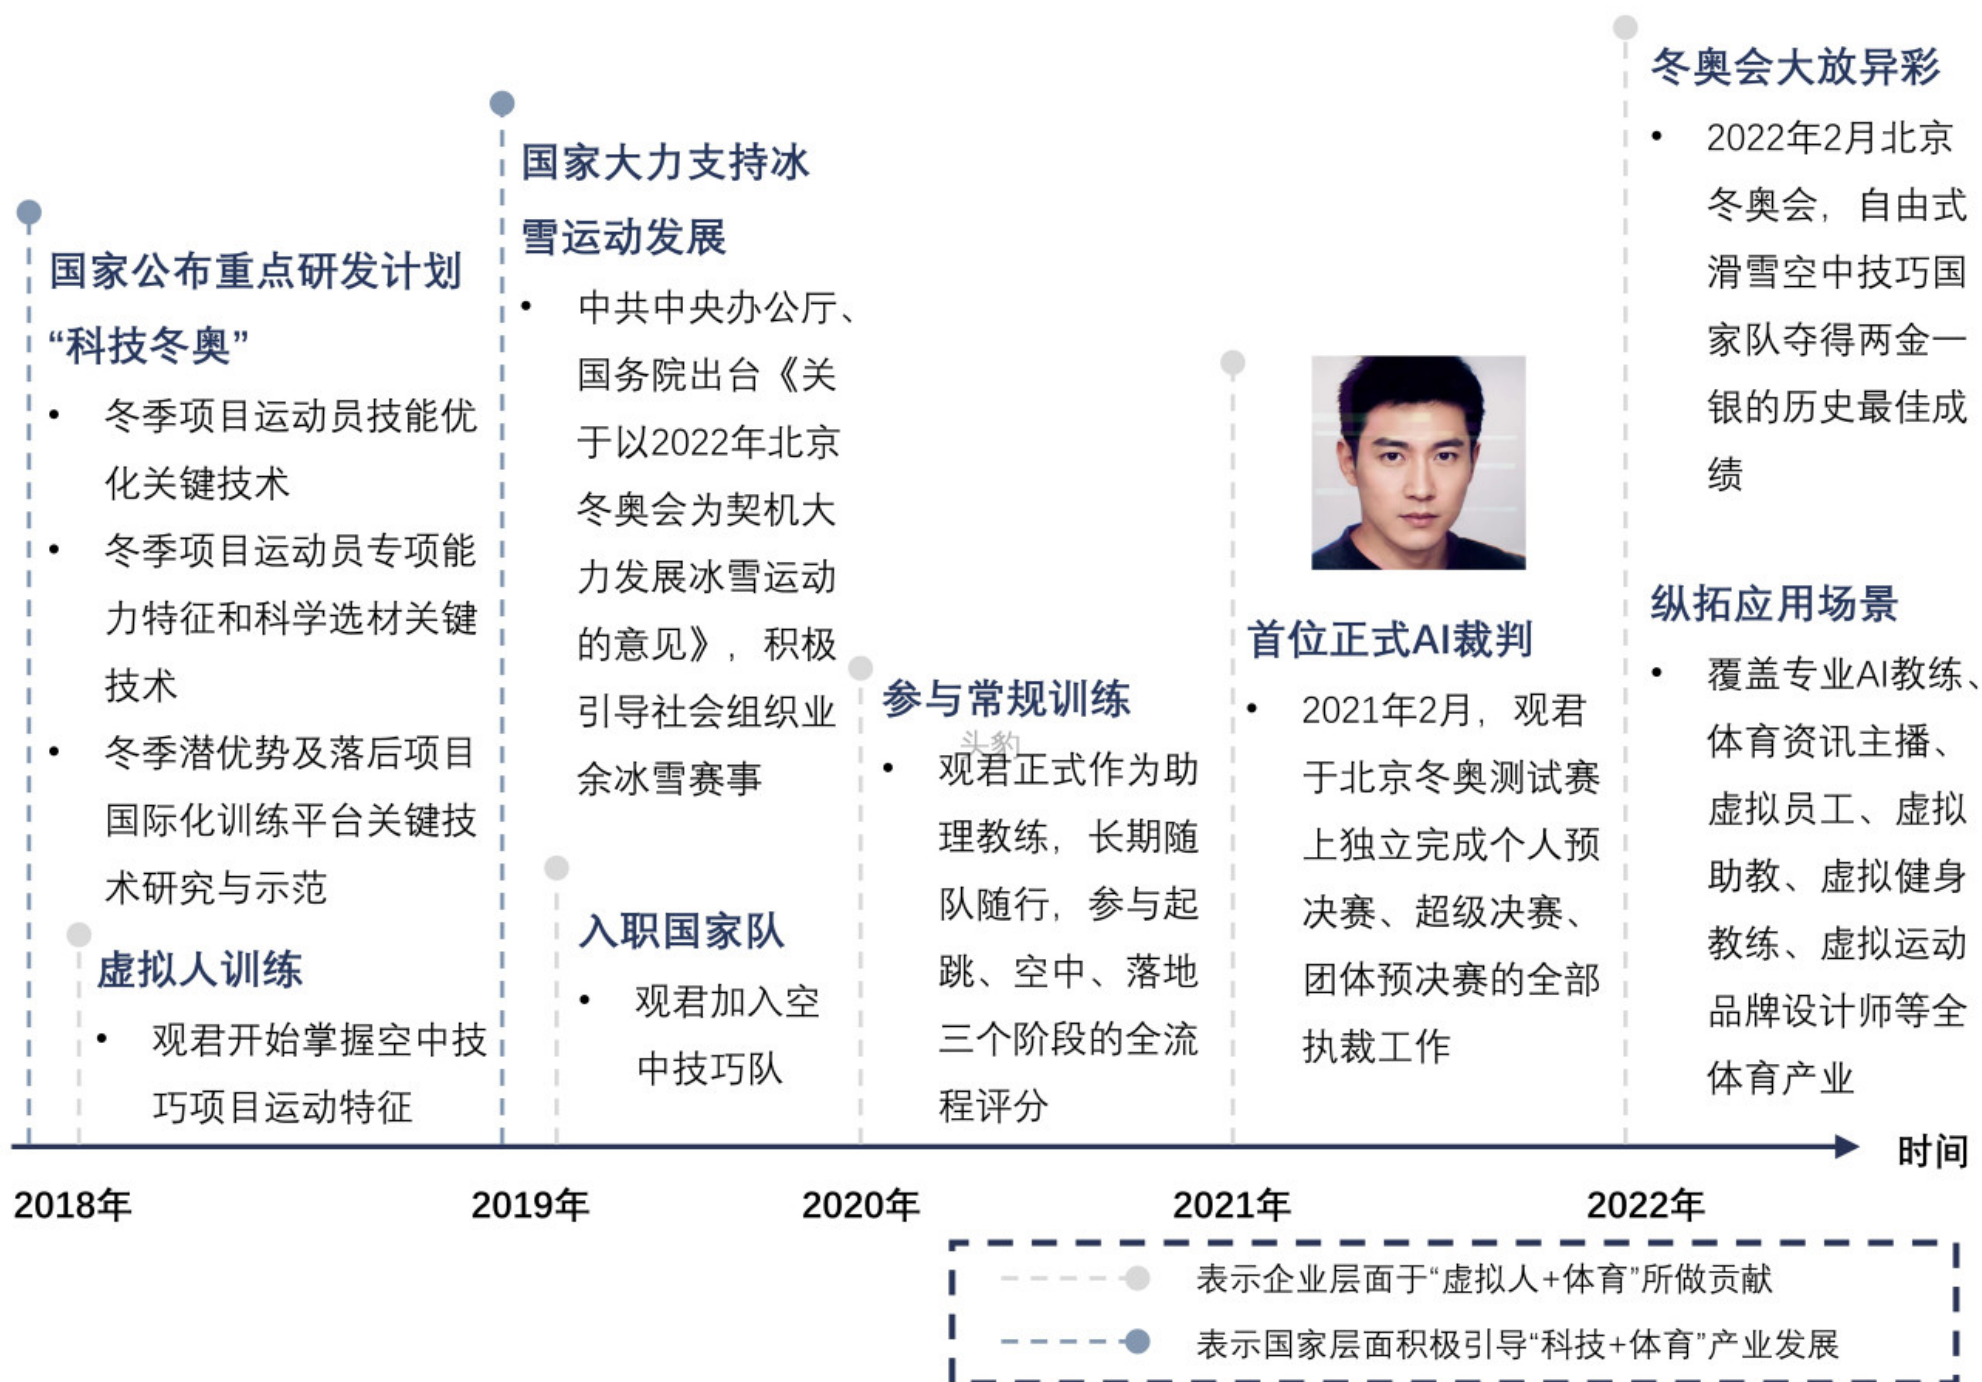 国家公布重点研发计划
“科技冬奥”
• 冬季项目运动员技能优
化关键技术
• 冬季项目运动员专项能
力特征和科学选材关键
技术
• 冬季潜优势及落后项目
国际化训练平台关键技
术研究与示范
虚拟人训练
• 观君开始掌握空中技
巧项目运动特征
国家大力支持冰
雪运动发展
• 中共中央办公厅、
国务院出台《关
于以2022年北京
冬奥会为契机大
力发展冰雪运动
的意见》，积极
引导社会组织业
余冰雪赛事
入职国家队
• 观君加入空
中技巧队
参与常规训练
头豹
• 观君正式作为助
理教练，长期随
队随行，参与起
跳、空中、落地
三个阶段的全流
程评分
首位正式AI裁判
• 2021年2月，观君
于北京冬奥测试赛
上独立完成个人预
决赛、超级决赛、
团体预决赛的全部
执裁工作
冬奥会大放异彩
• 2022年2月北京
冬奥会，自由式
滑雪空中技巧国
家队夺得两金一
银的历史最佳成
绩
纵拓应用场景
• 覆盖专业AI教练、
体育资讯主播、
虚拟员工、虚拟
助教、虚拟健身
教练、虚拟运动
品牌设计师等全
体育产业
时间
2018年
2019年
2020年
2021年
2022年
表示企业层面于“虚拟人+体育”所做贡献
表示国家层面积极引导“科技+体育”产业发展